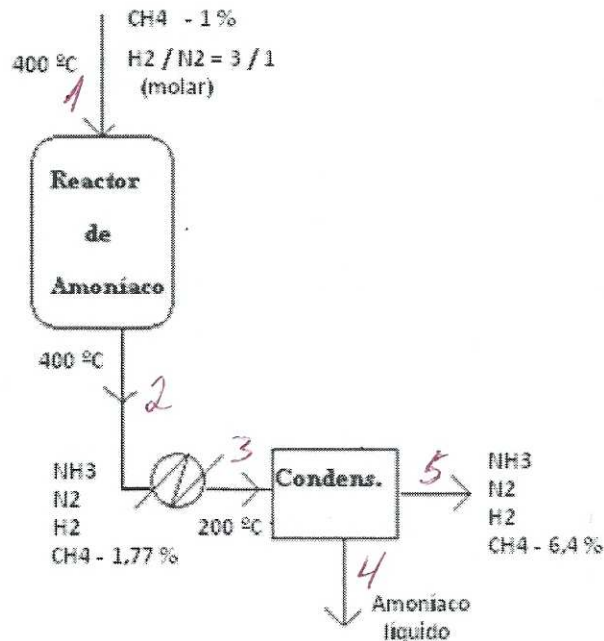 CH4 - 1 %
400 ºC
H2 / N2 = 3 / 1
(molar)
1
Reactor
de
Amoníaco
400 ºC
2
3
NH3
N2
H2
CH4 - 1,77 %
200 ºC
Condens.
5
NH3
N2
H2
CH4 - 6,4 %
4
Amoníaco
líquido